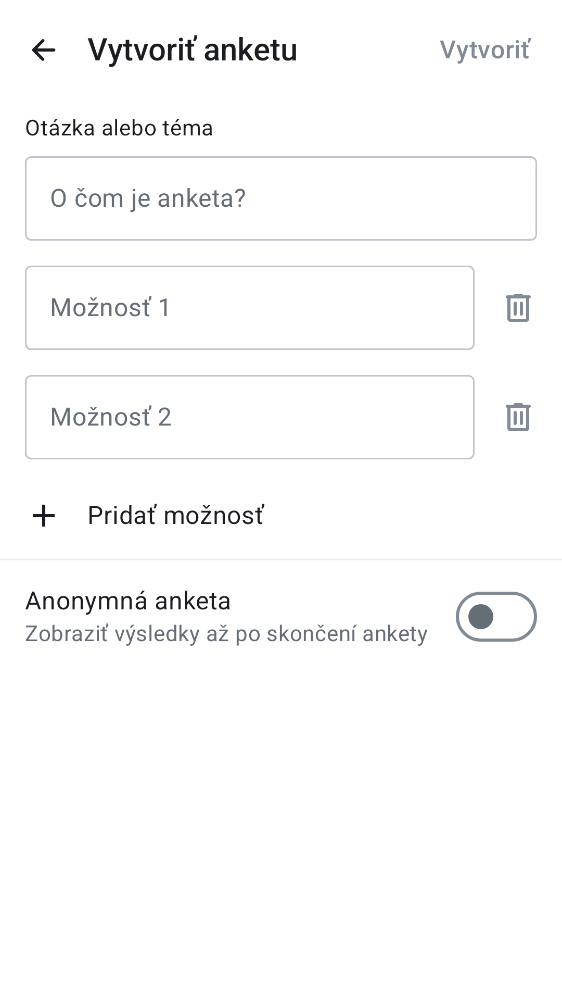 Vytvoriť anketu
Vytvoriť
Otázka alebo téma
O čom je anketa?
Možnosť 1
Možnosť 2
Pridať možnosť
Anonymná anketa
Zobraziť výsledky až po skončení ankety